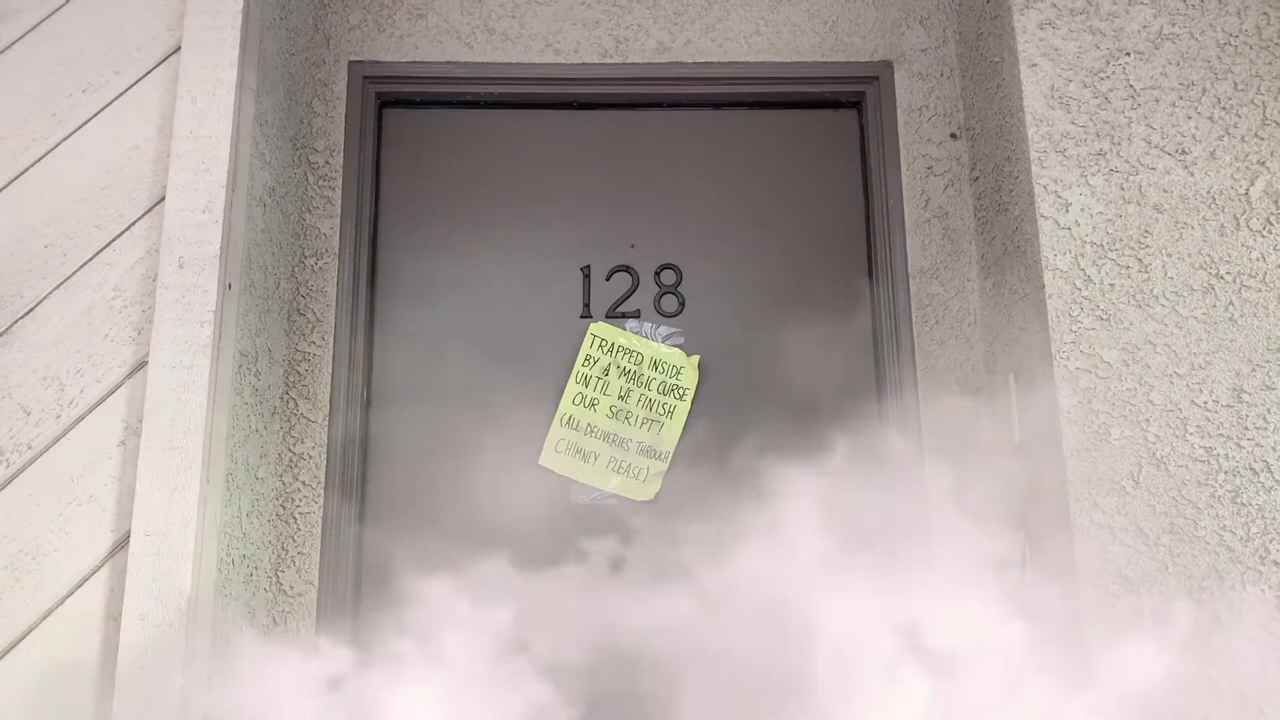 128
TRAPPED INSIDE
BY A "MAGIC CURSE
UNTIL WE FINISH
OUR SCRIPT"!
(ALL DELIVERIES THROUGH
CHIMNEY PLEASE)